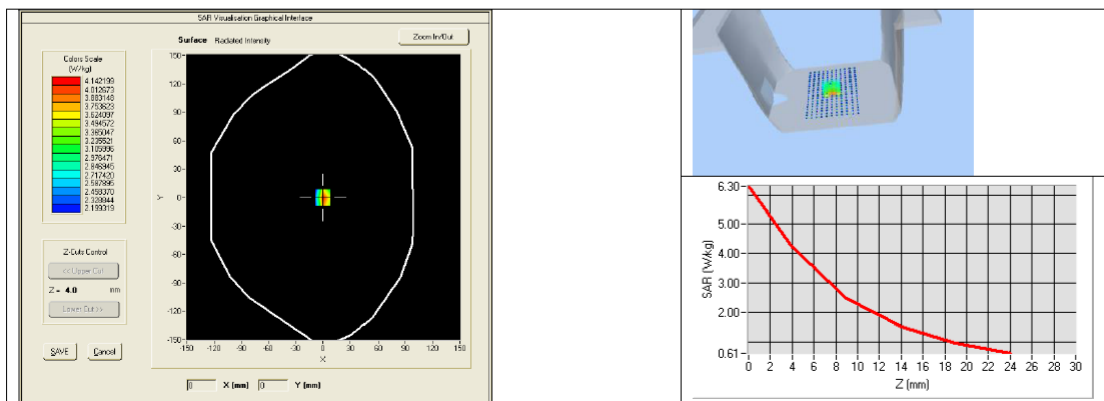 SAR Visualisation Graphical Interface
Surface Radiated Intensity
Zoom In/Out
Colors Scale
(W/kg)
4.142199
4.012673
3.883148
3.753623
3.624097
3.494572
3.365047
3.235521
3.105996
2.976471
2.846945
2.717420
2.587895
2.458370
2.328844
2.199319
Z-Cuts Control
<< Upper Cut
Z = 4.0 mm
Lower Cut >>
SAVE Cancel
150
120
90
60
30
0
-30
-60
-90
-120
-150
Y
-150 -120 -90 -60 -30 0 30 60 90 120 150
X
0 X (mm) 0 Y (mm)
6.30
5.00
4.00
3.00
2.00
0.61
SAR (W/kg)
0 2 4 6 8 10 12 14 16 18 20 22 24 26 28 30
Z (mm)